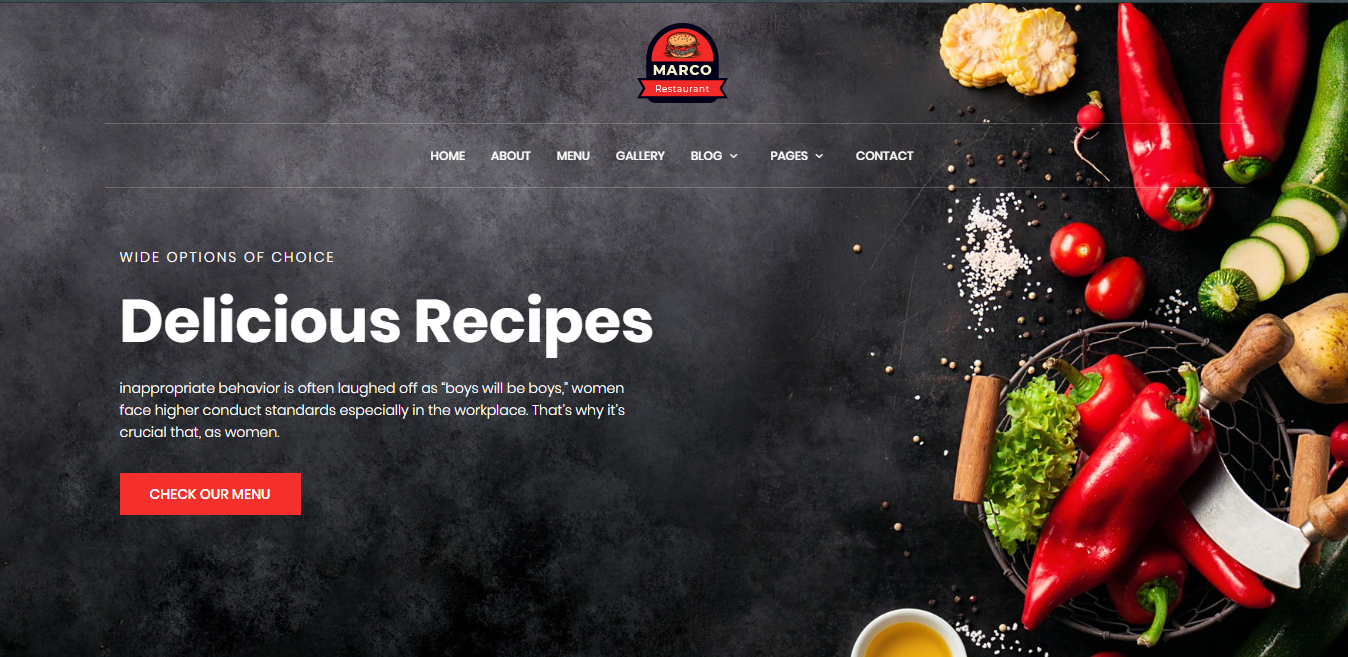 MARCO
Restaurant
HOME ABOUT MENU GALLERY BLOG PAGES CONTACT
WIDE OPTIONS OF CHOICE
Delicious Recipes
inappropriate behavior is often laughed off as “boys will be boys,” women
face higher conduct standards especially in the workplace. That’s why it’s
crucial that, as women.
CHECK OUR MENU